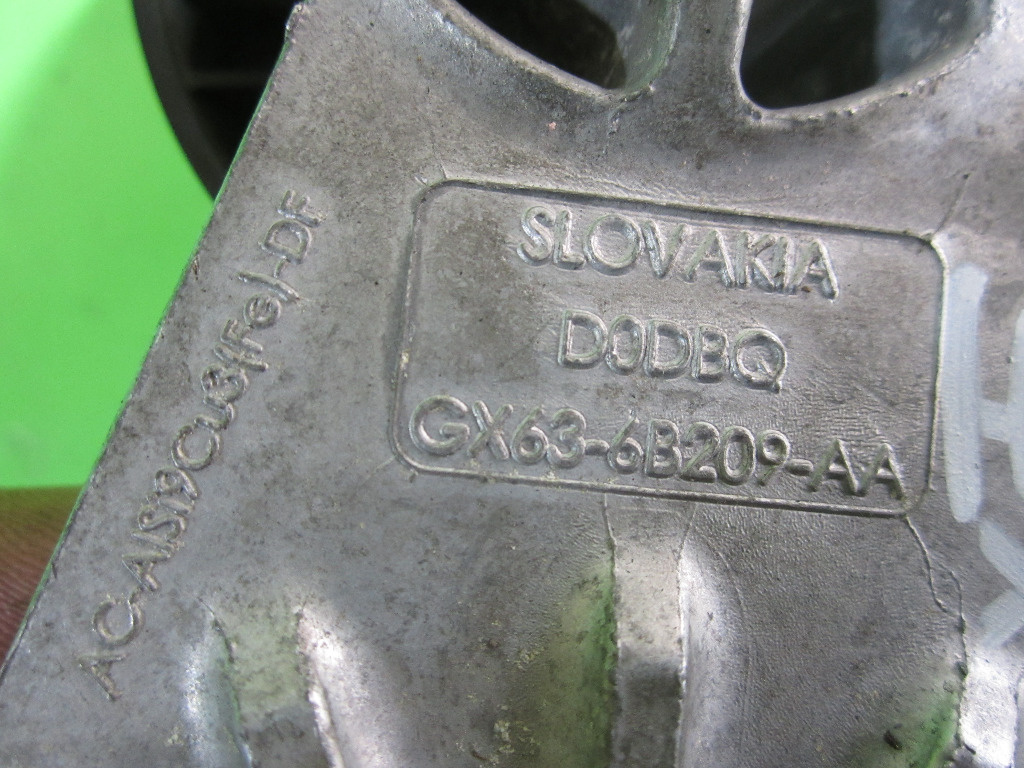 SLOVAKIA
D0DBQ
GX63-6B209-AA
AC-AlSi9Cu3(Fe)-DF